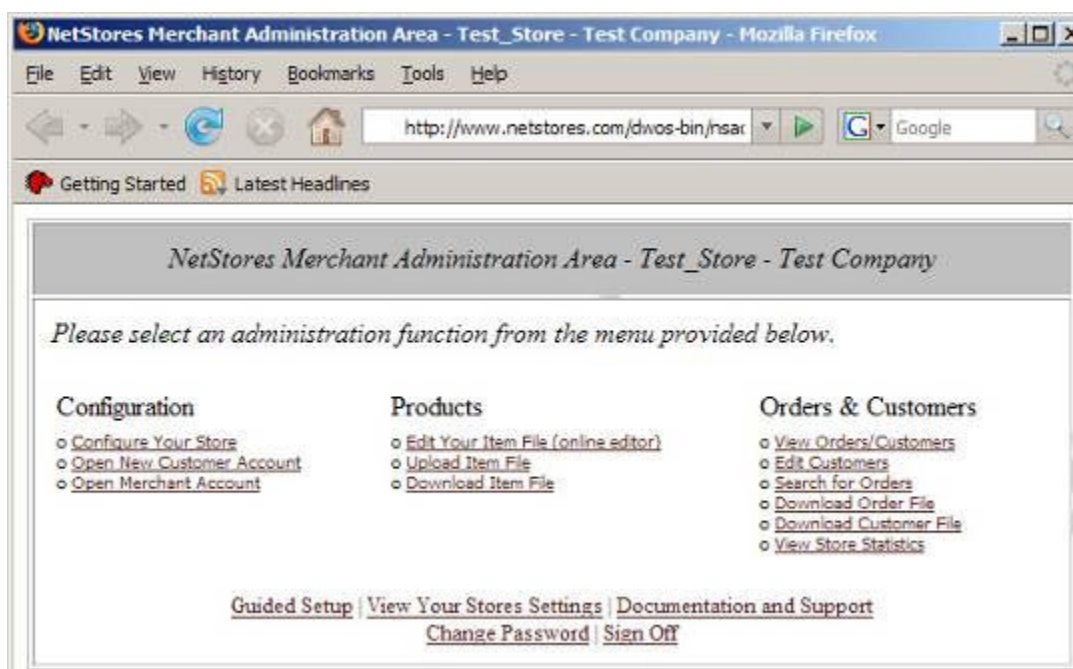 NetStores Merchant Administration Area - Test_Store - Test Company - Mozilla Firefox
File Edit View History Bookmarks Tools Help
http://www.netstores.com/dwos-bin/nsac Google
Getting Started Latest Headlines
NetStores Merchant Administration Area - Test_Store - Test Company
Please select an administration function from the menu provided below.
Configuration
o Configure Your Store
o Open New Customer Account
o Open Merchant Account
Products
o Edit Your Item File (online editor)
o Upload Item File
o Download Item File
Orders & Customers
o View Orders/Customers
o Edit Customers
o Search for Orders
o Download Order File
o Download Customer File
o View Store Statistics
Guided Setup | View Your Stores Settings | Documentation and Support
Change Password | Sign Off